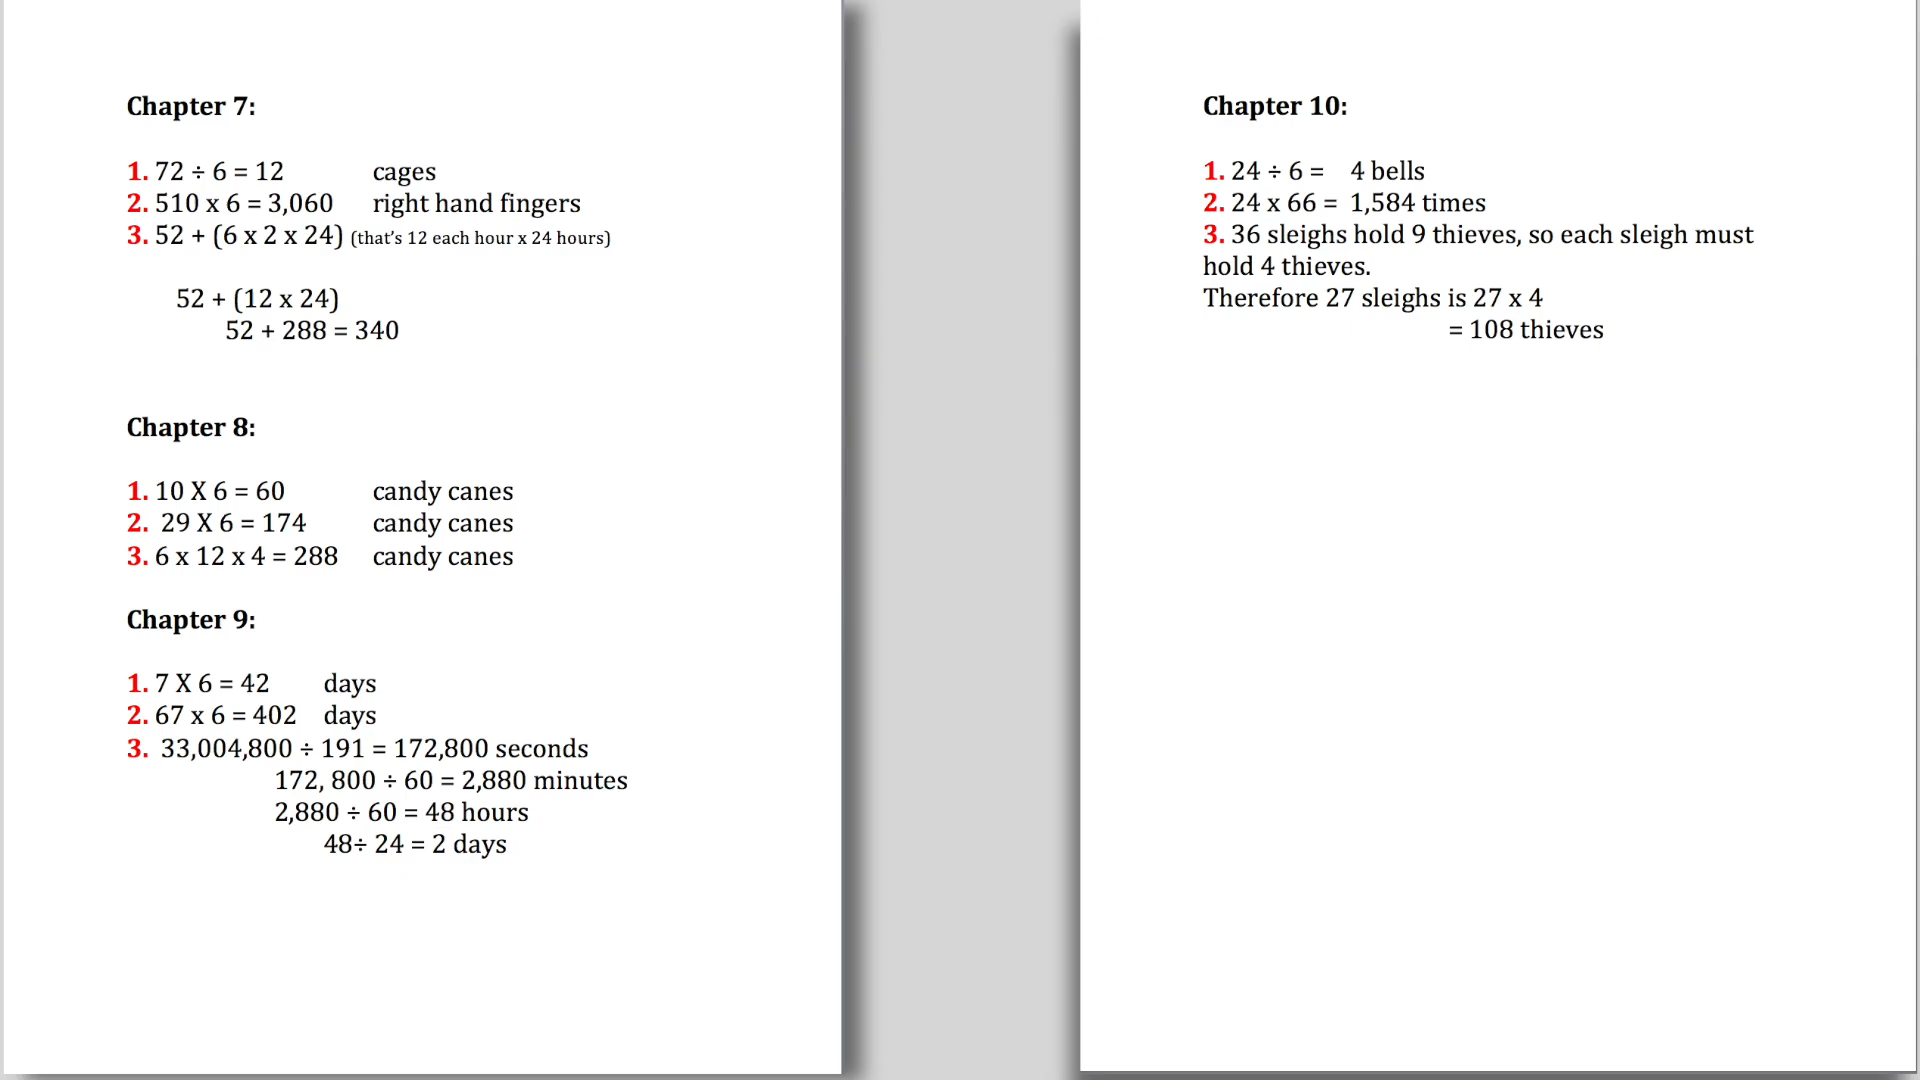 Chapter 7:
1. 72 ÷ 6 = 12 cages
2. 510 x 6 = 3,060 right hand fingers
3. 52 + (6 x 2 x 24) (that's 12 each hour x 24 hours)
52 + (12 x 24)
52 + 288 = 340
Chapter 8:
1. 10 X 6 = 60 candy canes
2. 29 X 6 = 174 candy canes
3. 6 x 12 x 4 = 288 candy canes
Chapter 9:
1. 7 X 6 = 42 days
2. 67 x 6 = 402 days
3. 33,004,800 ÷ 191 = 172,800 seconds
172, 800 ÷ 60 = 2,880 minutes
2,880 ÷ 60 = 48 hours
48÷ 24 = 2 days
Chapter 10:
1. 24 ÷ 6 = 4 bells
2. 24 x 66 = 1,584 times
3. 36 sleighs hold 9 thieves, so each sleigh must
hold 4 thieves.
Therefore 27 sleighs is 27 x 4
= 108 thieves